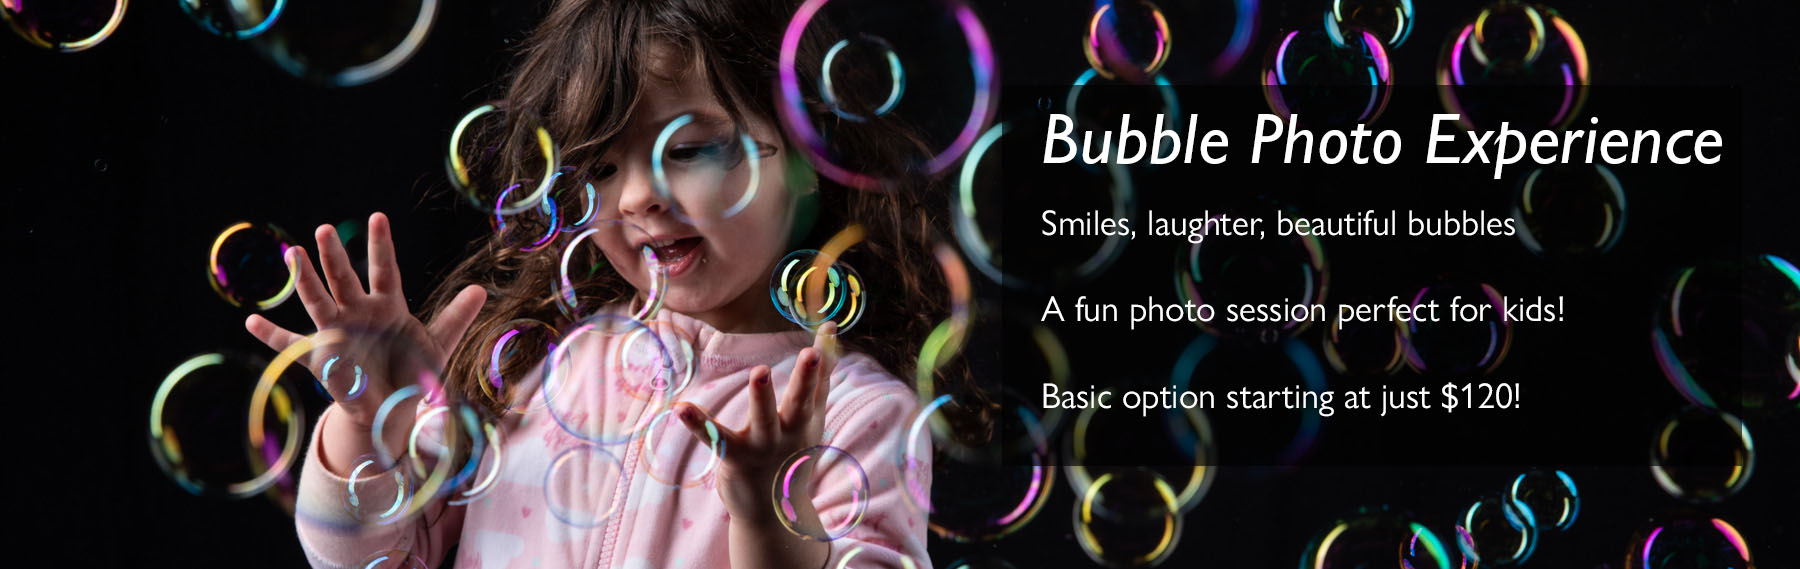 Bubble Photo Experience
Smiles, laughter, beautiful bubbles
A fun photo session perfect for kids!
Basic option starting at just $120!